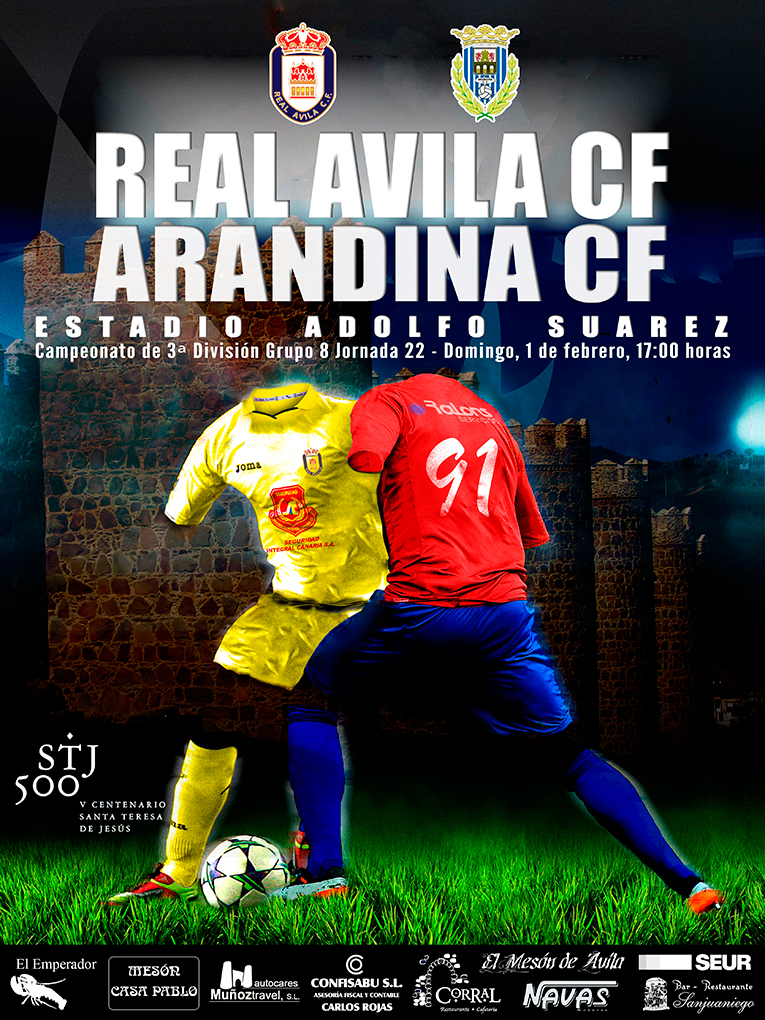 REAL AVILA C.F.
REAL AVILA CF
ARANDINA CF
ESTADIO ADOLFO SUAREZ
Campeonato de 3ª División Grupo 8 Jornada 22 - Domingo, 1 de febrero, 17:00 horas
Ralons
joma
91
SEGURIDAD
SEGURIDAD
INTEGRAL CANARIA S.A.
STJ
500
V CENTENARIO
SANTA TERESA
DE JESÚS
El Emperador
MESÓN
CASA PABLO
autocares
Muñoztravel, S.L.
CONFISABU S.L.
ASESORÍA FISCAL Y CONTABLE
CARLOS ROJAS
CORRAL
Restaurante - Cafetería
El Mesón de Avila
NAVAS
SEUR
Bar - Restaurante
Sanjuaniego